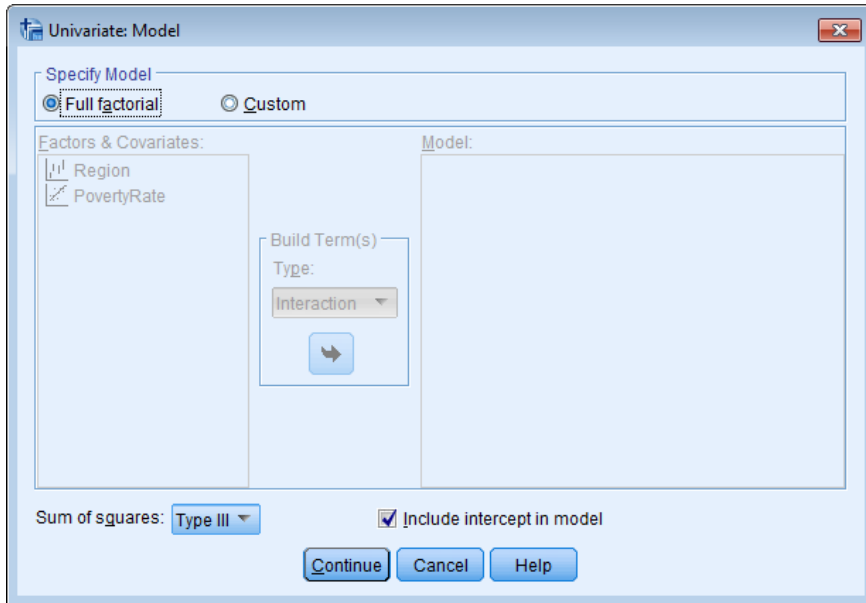 Univariate: Model
Specify Model
Full factorial Custom
Factors & Covariates: Model:
Region
PovertyRate
Build Term(s)
Type:
Interaction
Sum of squares: Type III Include intercept in model
Continue Cancel Help